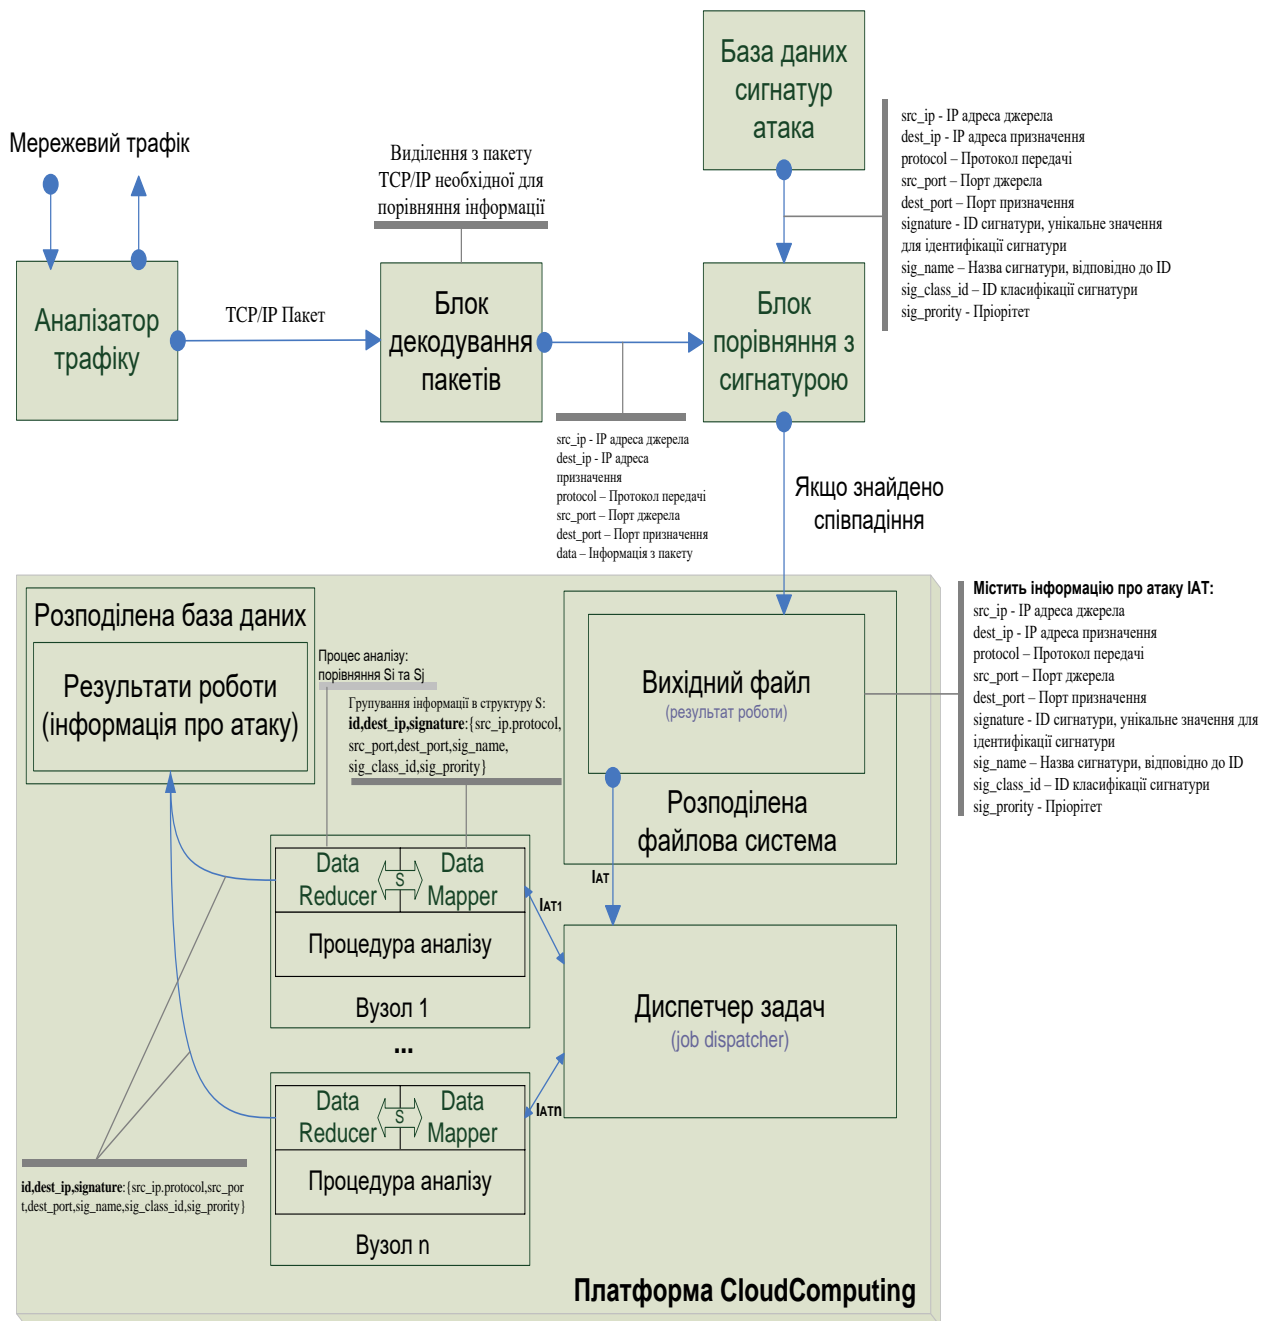 База даних
сигнатур
атака
src_ip - IP адреса джерела
dest_ip - IP адреса призначення
protocol – Протокол передачі
src_port – Порт джерела
dest_port – Порт призначення
signature - ID сигнатури, унікальне значення
для ідентифікації сигнатури
sig_name – Назва сигнатури, відповідно до ID
sig_class_id – ID класифікації сигнатури
sig_prority - Пріорітет
Мережевий трафік
Виділення з пакету
TCP/IP необхідної для
порівняння інформації
Аналізатор
трафіку
TCP/IP Пакет
Блок
декодування
пакетів
Блок
порівняння з
сигнатурою
src_ip - IP адреса джерела
dest_ip - IP адреса
призначення
protocol – Протокол передачі
src_port – Порт джерела
dest_port – Порт призначення
data – Інформація з пакету
Якщо знайдено
співпадіння
Розподілена база даних
Результати роботи
(інформація про атаку)
Процес аналізу:
порівняння Si та Sj
Групування інформації в структуру S:
id,dest_ip,signature:{src_ip.protocol,
src_port,dest_port,sig_name,
sig_class_id,sig_prority}
Вихідний файл
(результат роботи)
Розподілена
файлова система
Містить інформацію про атаку ІАТ:
src_ip - IP адреса джерела
dest_ip - IP адреса призначення
protocol – Протокол передачі
src_port – Порт джерела
dest_port – Порт призначення
signature - ID сигнатури, унікальне значення для
ідентифікації сигнатури
sig_name – Назва сигнатури, відповідно до ID
sig_class_id – ID класифікації сигнатури
sig_prority - Пріорітет
Data
Reducer
S
Data
Mapper
Процедура аналізу
Вузол 1
IAT
IAT1
...
Диспетчер задач
(job dispatcher)
Data
Reducer
S
Data
Mapper
Процедура аналізу
Вузол n
IATn
id,dest_ip,signature:{src_ip.protocol,src_por
t,dest_port,sig_name,sig_class_id,sig_prority}
Платформа CloudComputing